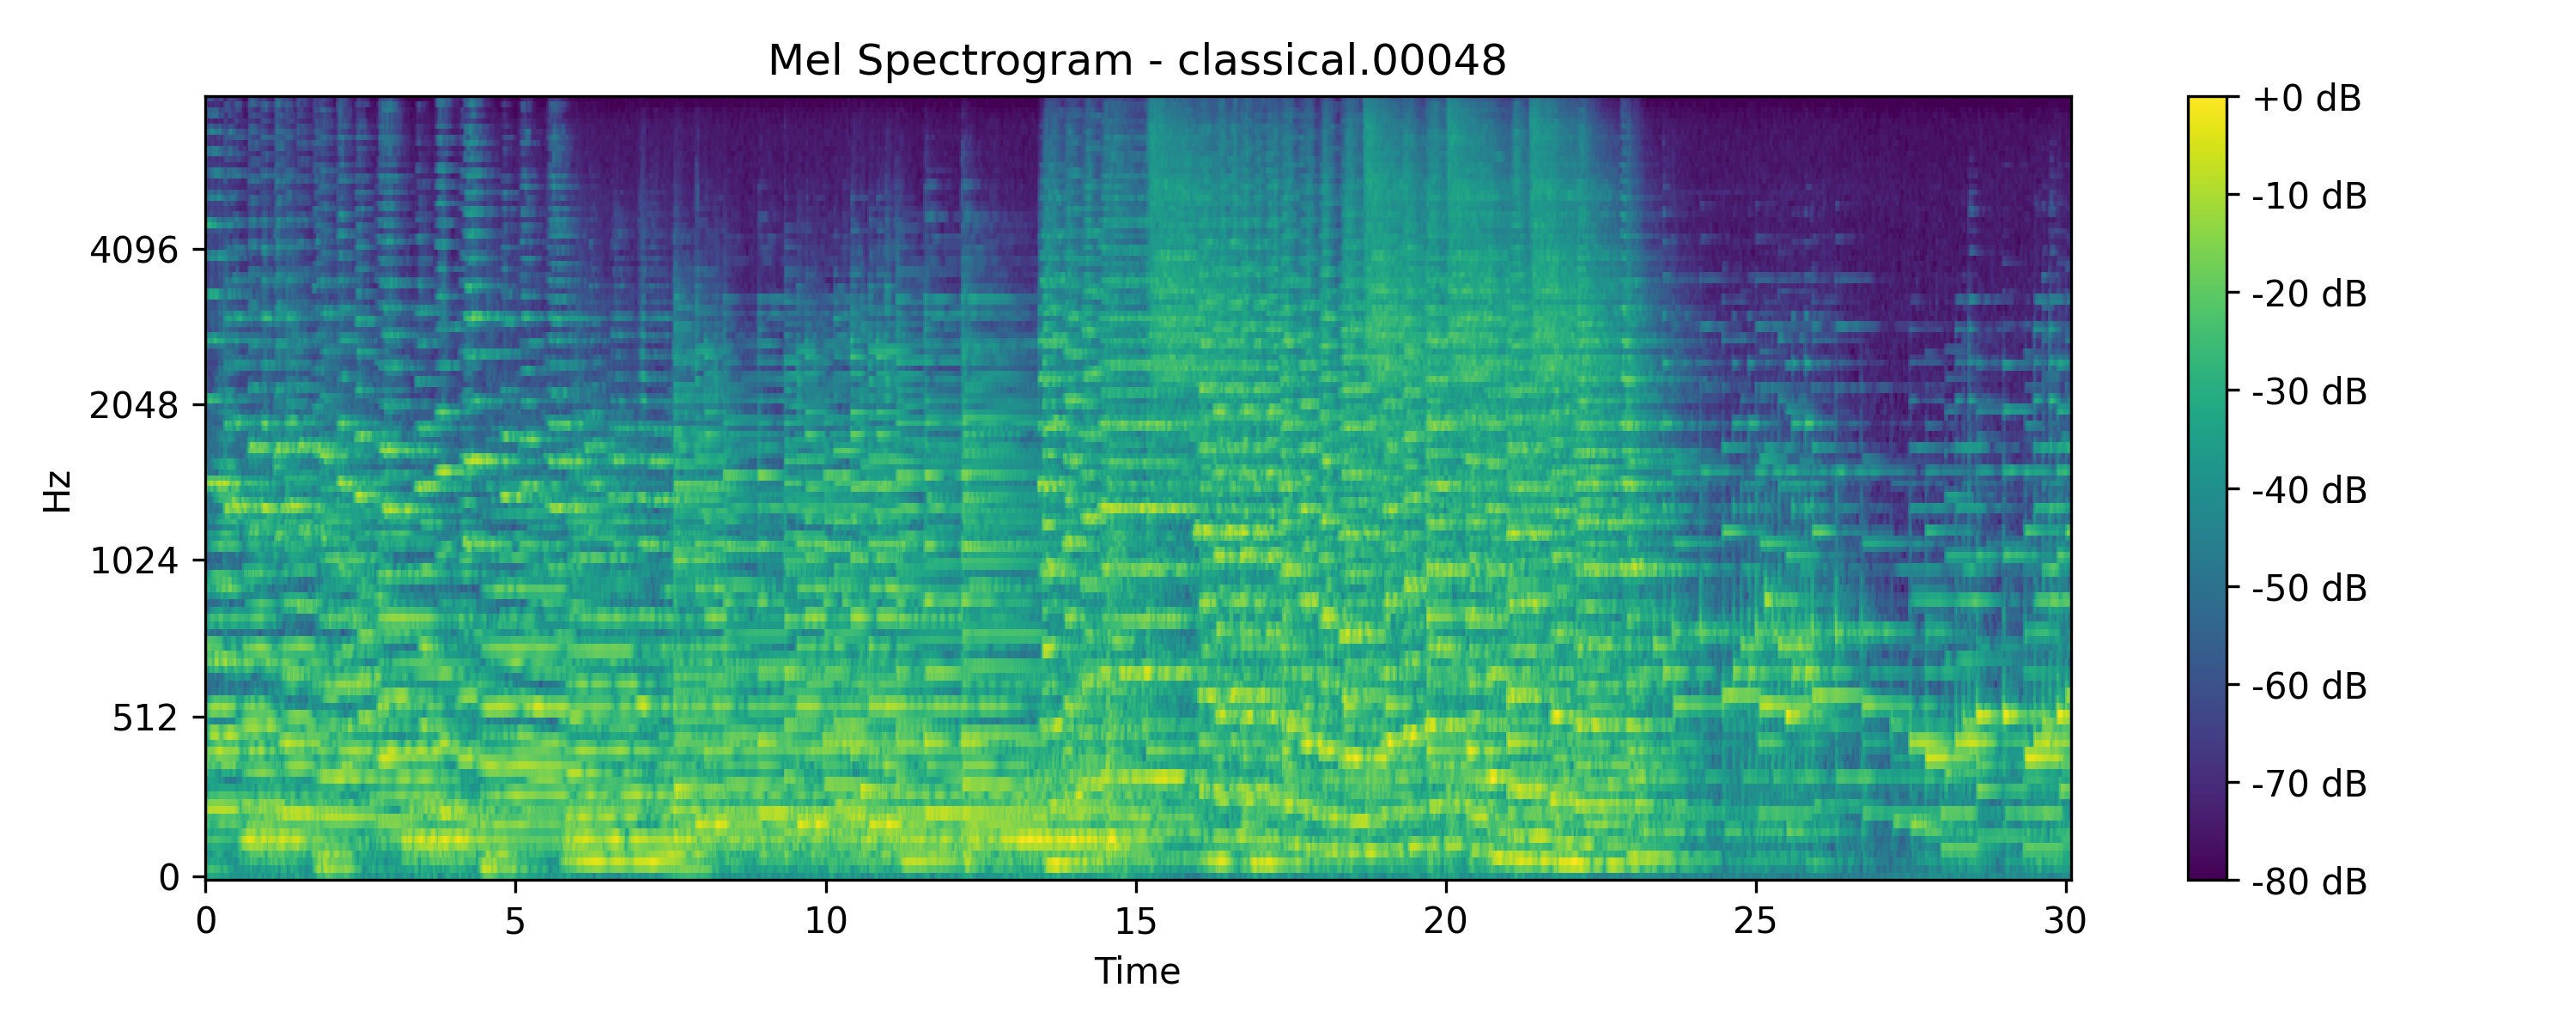 Mel Spectrogram - classical.00048
Hz
4096
2048
1024
512
0
0 5 10 15 20 25 30
Time
+0 dB
-10 dB
-20 dB
-30 dB
-40 dB
-50 dB
-60 dB
-70 dB
-80 dB